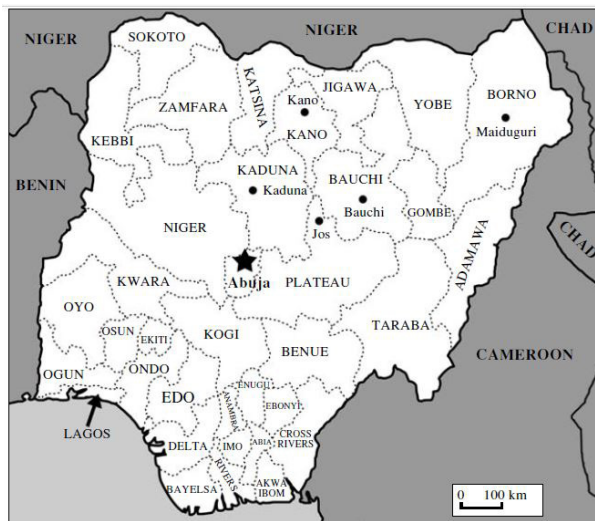 NIGER
NIGER
CHAD
SOKOTO
KATSINA
JIGAWA
ZAMFARA
Kano
KANO
YOBE
BORNO
Maiduguri
KEBBI
BENIN
KADUNA
Kaduna
BAUCHI
Bauchi
GOMBE
ADAMAWA
CHAD
NIGER
Jos
Abuja
PLATEAU
KWARA
OYO
TARABA
KOGI
OSUN
EKITI
BENUE
CAMEROON
OGUN
ONDO
EDO
ENUGU
ANAMBRA
EBONYI
LAGOS
DELTA
IMO
ABIA
CROSS
RIVERS
RIVERS
BAYELSA
AKWA
IBOM
0 100 km